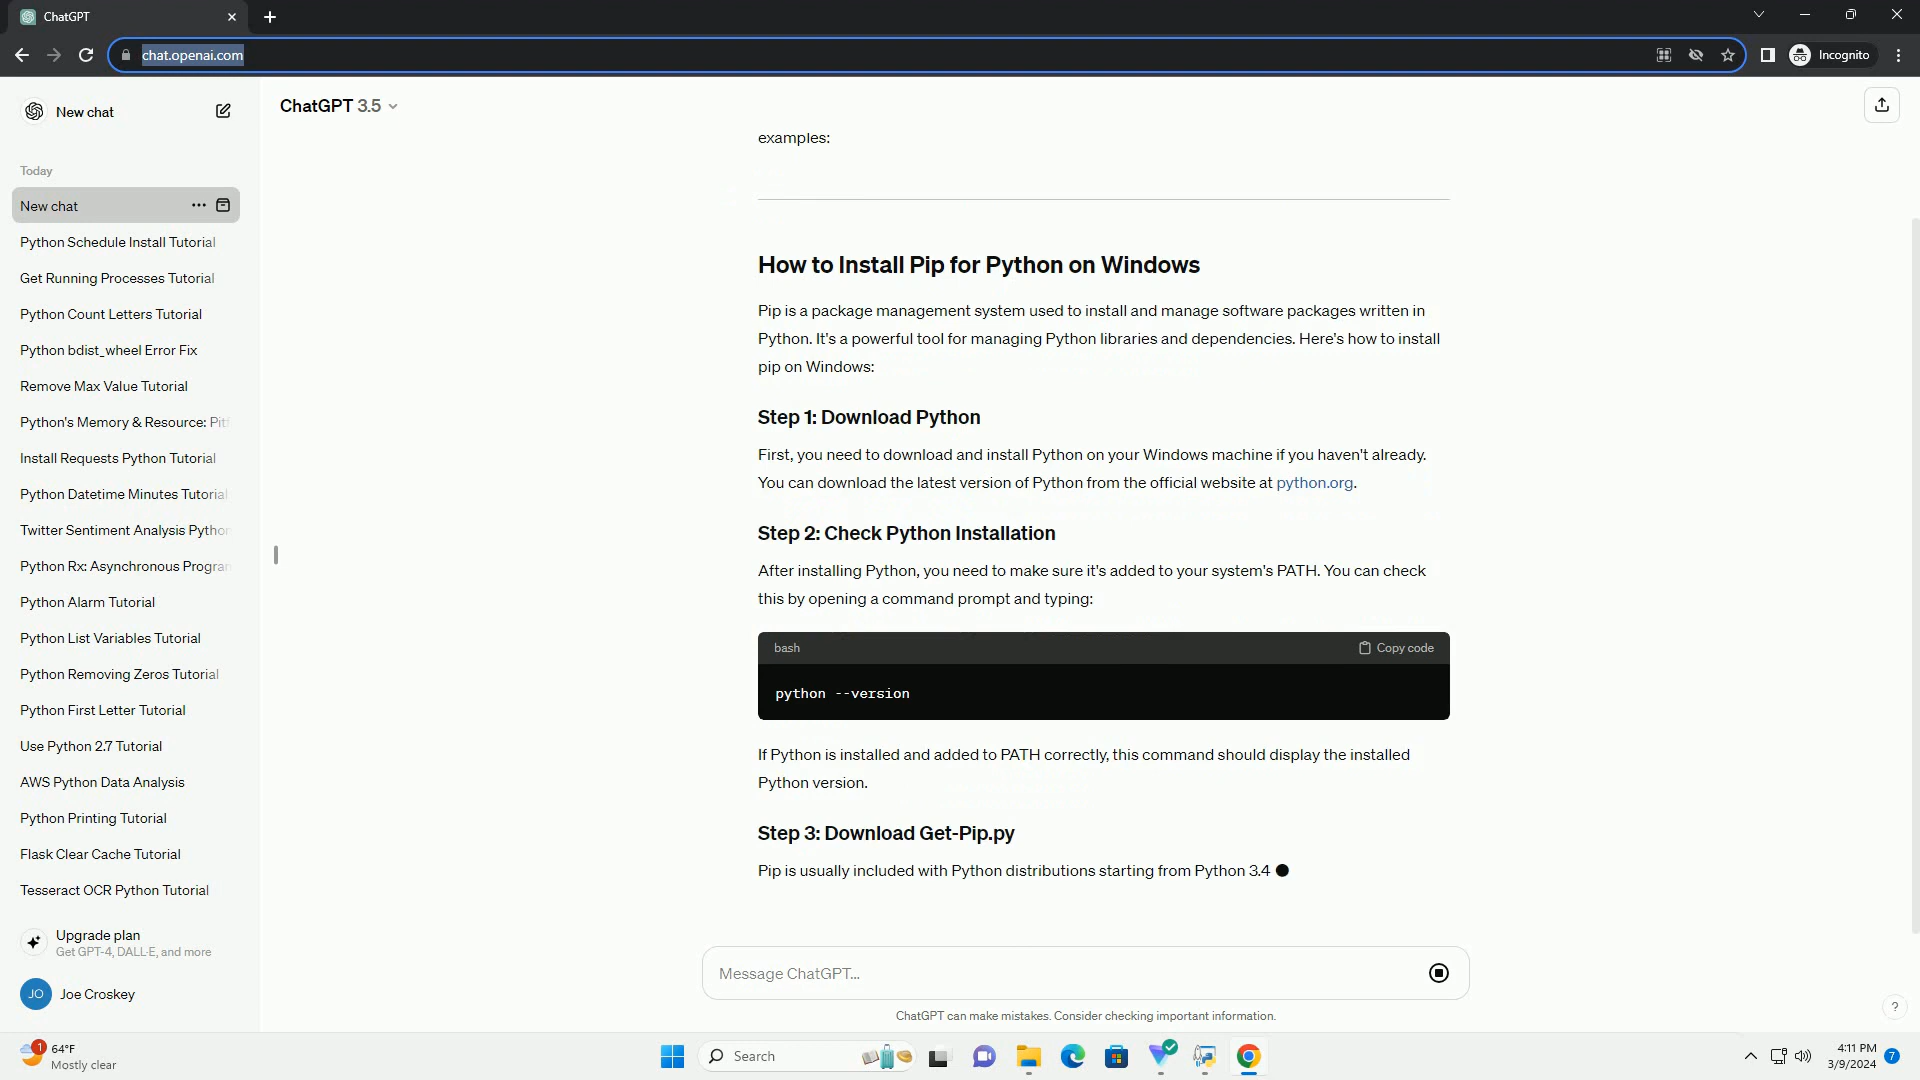 ChatGPT
chat.openai.com
Incognito
New chat
Today
New chat
Python Schedule Install Tutorial
Get Running Processes Tutorial
Python Count Letters Tutorial
Python bdist_wheel Error Fix
Remove Max Value Tutorial
Python's Memory & Resource: Pitf
Install Requests Python Tutorial
Python Datetime Minutes Tutorial
Twitter Sentiment Analysis Python
Python Rx: Asynchronous Program
Python Alarm Tutorial
Python List Variables Tutorial
Python Removing Zeros Tutorial
Python First Letter Tutorial
Use Python 2.7 Tutorial
AWS Python Data Analysis
Python Printing Tutorial
Flask Clear Cache Tutorial
Tesseract OCR Python Tutorial
Upgrade plan
Get GPT-4, DALL·E, and more
JO Joe Croskey
ChatGPT 3.5
examples:
How to Install Pip for Python on Windows
Pip is a package management system used to install and manage software packages written in
Python. It's a powerful tool for managing Python libraries and dependencies. Here's how to install
pip on Windows:
Step 1: Download Python
First, you need to download and install Python on your Windows machine if you haven't already.
You can download the latest version of Python from the official website at python.org.
Step 2: Check Python Installation
After installing Python, you need to make sure it's added to your system's PATH. You can check
this by opening a command prompt and typing:
bash Copy code
python --version
If Python is installed and added to PATH correctly, this command should display the installed
Python version.
Step 3: Download Get-Pip.py
Pip is usually included with Python distributions starting from Python 3.4
Message ChatGPT...
ChatGPT can make mistakes. Consider checking important information.
?
1
64°F
Mostly clear
Search
4:11 PM
3/9/2024
7